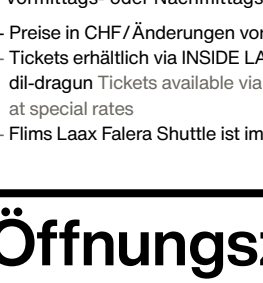 Vormittags- oder Nachmittags
- Preise in CHF/Änderungen vor
- Tickets erhältlich via INSIDE LA
dil-dragun Tickets available via
at special rates
- Flims Laax Falera Shuttle ist im
Öffnungsz